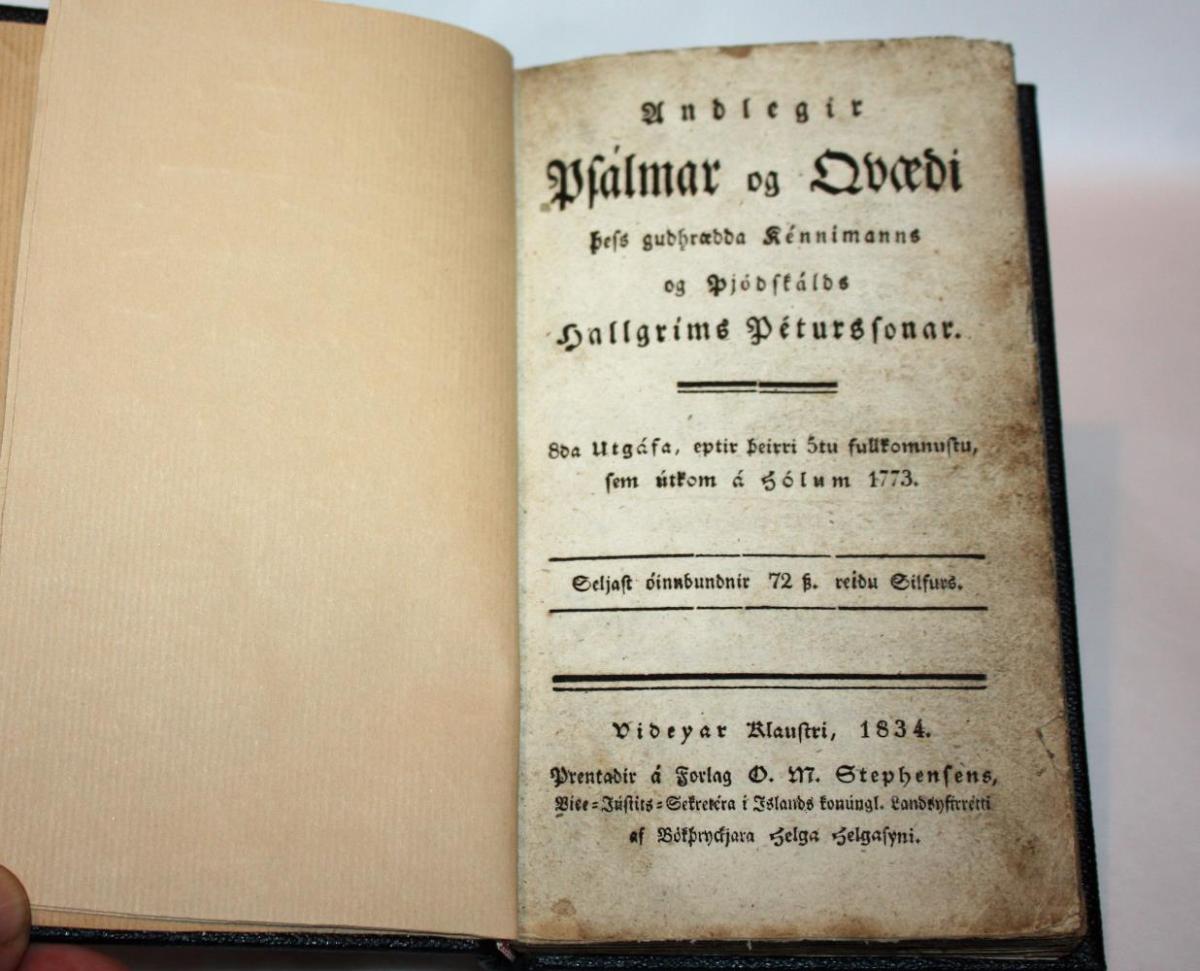 Andlegir
Psálmar og Qvædi
þess gudhrædda Kénnimanns
og Þjódskálds
Hallgríms Péturssonar.
8da Utgáfa, eptir þeirri 5tu fullkomnustu,
sem útkom á Hólum 1773.
Seljast óinnbundnir 72 ß. reidu Silfurs.
Videyar Klaustri, 1834.
Prentadir á Forlag O. M. Stephensens,
Vice-Jústits-Sekretéra i Islands konúngl. Landsyfirrétti
af Bókþryckjara Helga Helgasyni.